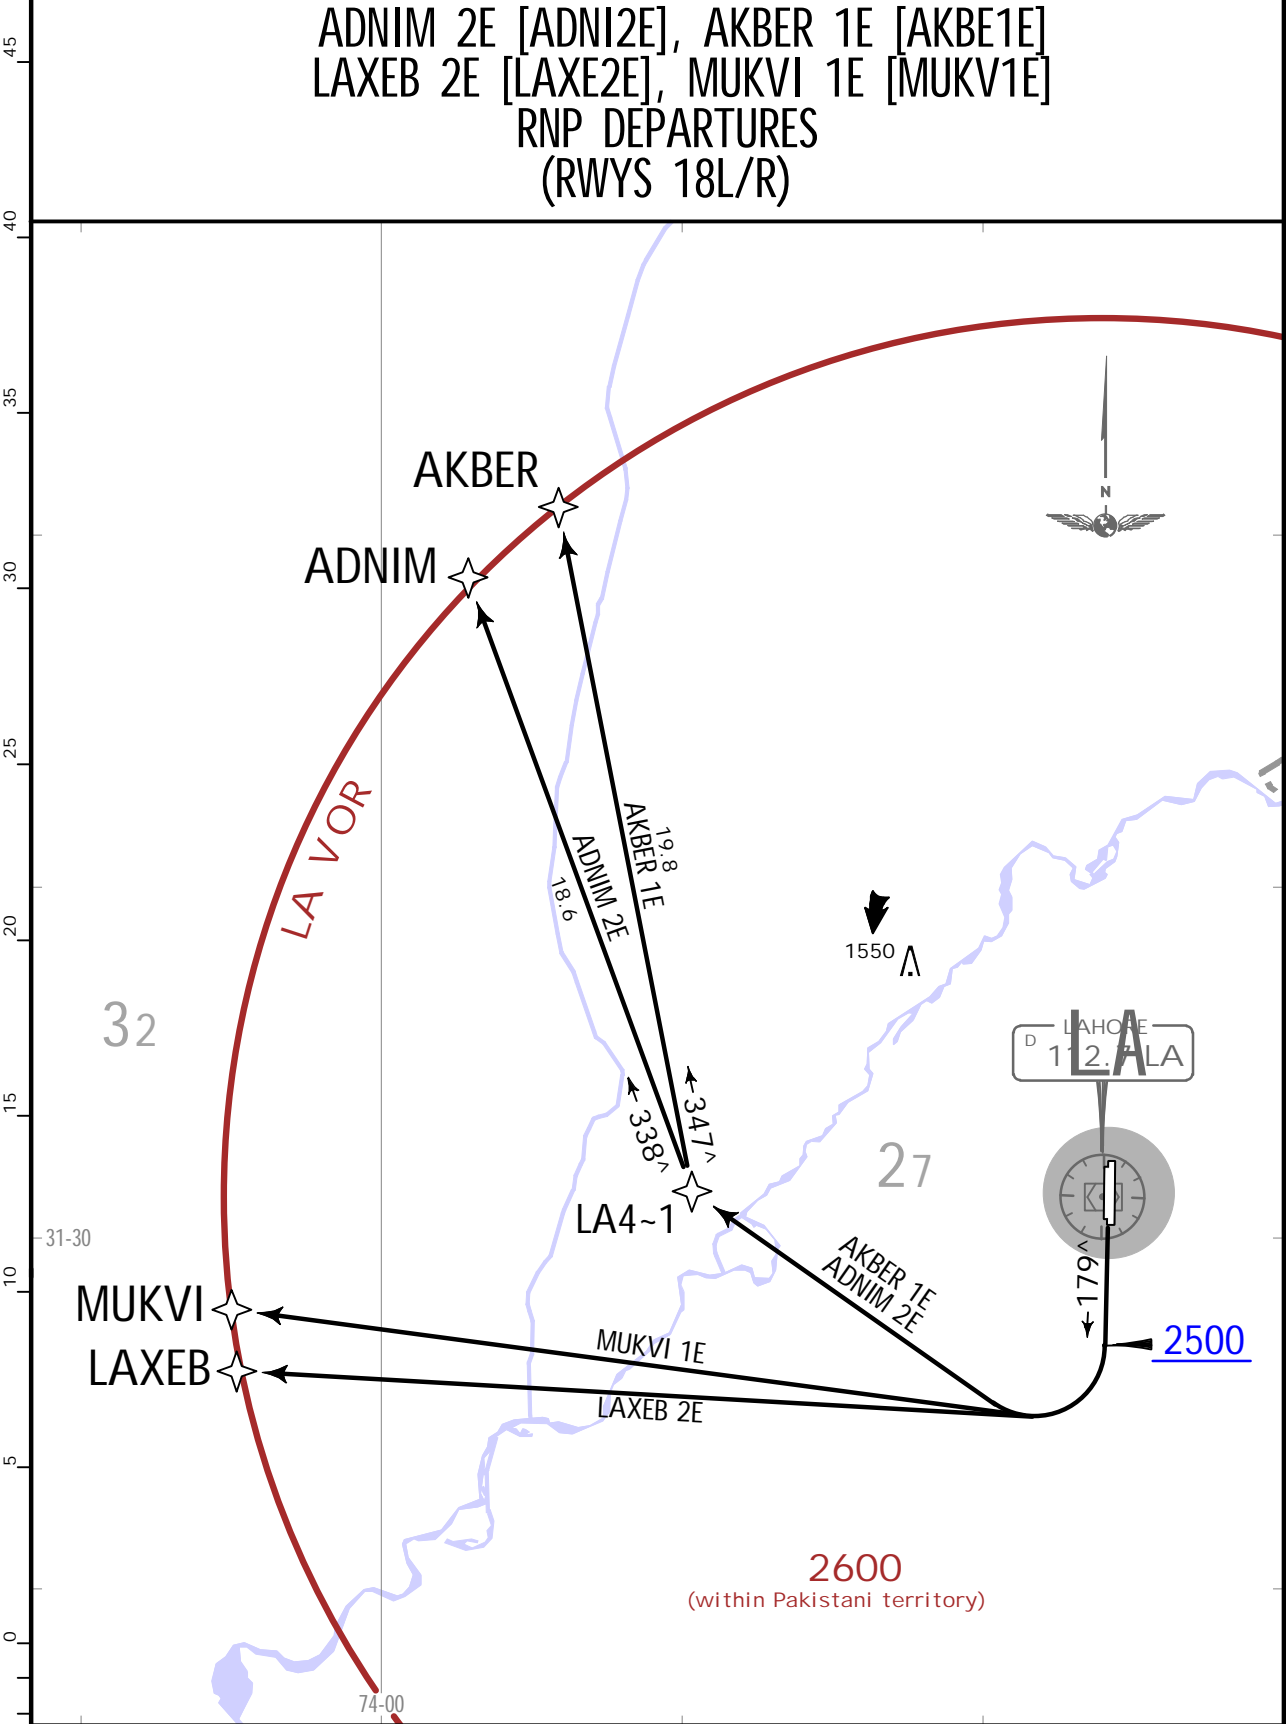 ADNIM 2E [ADNI2E], AKBER 1E [AKBE1E]
LAXEB 2E [LAXE2E], MUKVI 1E [MUKV1E]
RNP DEPARTURES
(RWYS 18L/R)
45
40
35
30
25
20
15
10
5
0
AKBER
ADNIM
N
LA VOR
19.8
AKBER 1E
ADNIM 2E
18.6
1550
32
LAHORE
D 112.7 LA
LA
347^
338^
27
LA4~1
31-30
179^
AKBER 1E
ADNIM 2E
MUKVI
LAXEB
MUKVI 1E
LAXEB 2E
2500
2600
(within Pakistani territory)
74-00